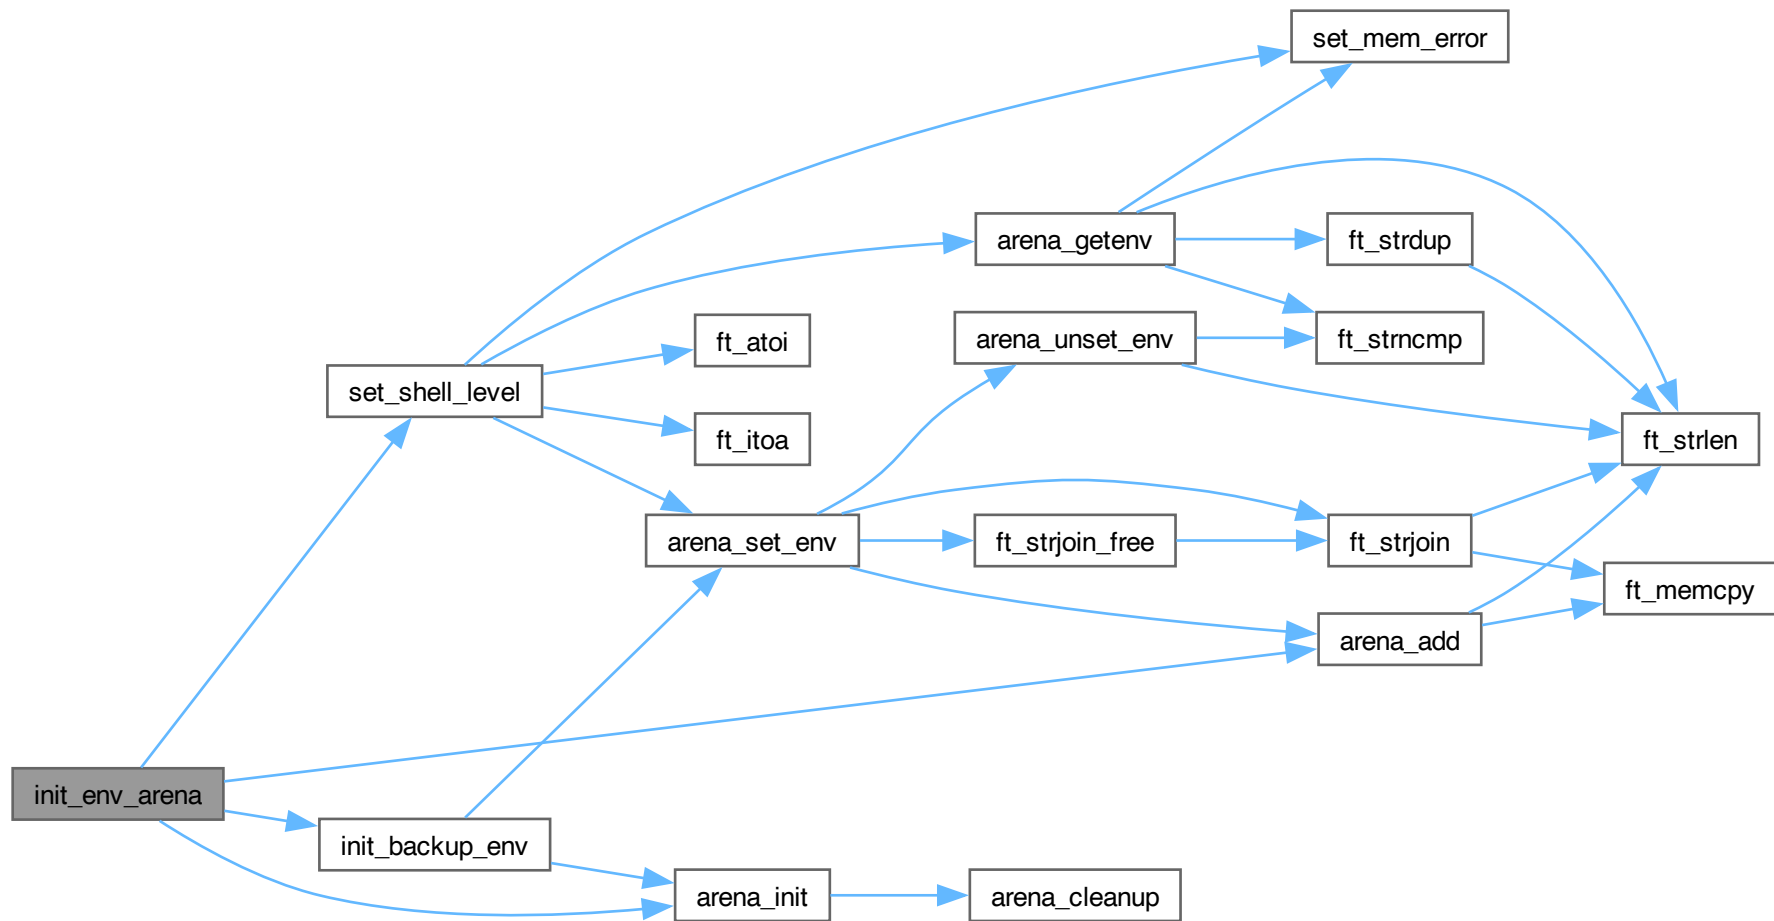 set_mem_error
arena_getenv
ft_strdup
ft_atoi
arena_unset_env
ft_strncmp
set_shell_level
ft_itoa
ft_strlen
arena_set_env
ft_strjoin_free
ft_strjoin
ft_memcpy
arena_add
init_env_arena
init_backup_env
arena_init
arena_cleanup